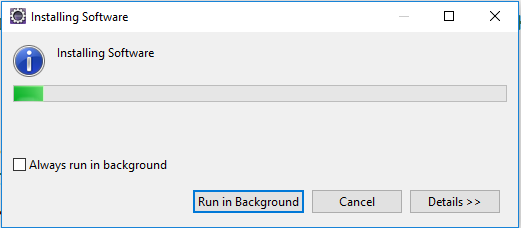 Installing Software
Installing Software
Always run in background
Run in Background
Cancel
Details >>